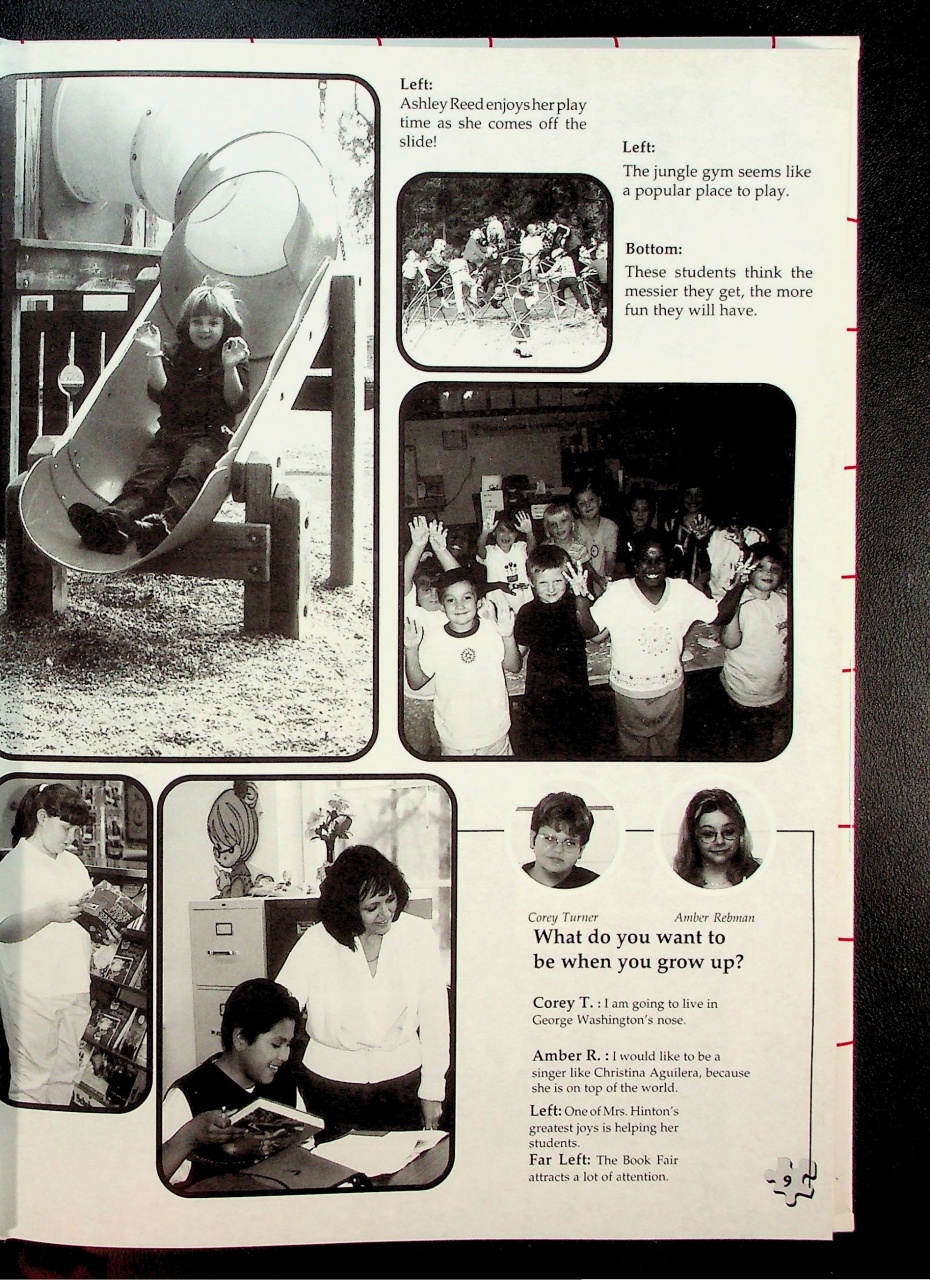 Left:
Ashley Reed enjoys her play
time as she comes off the
slide!
Left:
The jungle gym seems like
a popular place to play.
Bottom:
These students think the
messier they get, the more
fun they will have.
Corey Turner
Amber Rebman
What do you want to
be when you grow up?
Corey T. : I am going to live in
George Washington's nose.
Amber R. : I would like to be a
singer like Christina Aguilera, because
she is on top of the world.
Left: One of Mrs. Hinton's
greatest joys is helping her
students.
Far Left: The Book Fair
attracts a lot of attention.
9